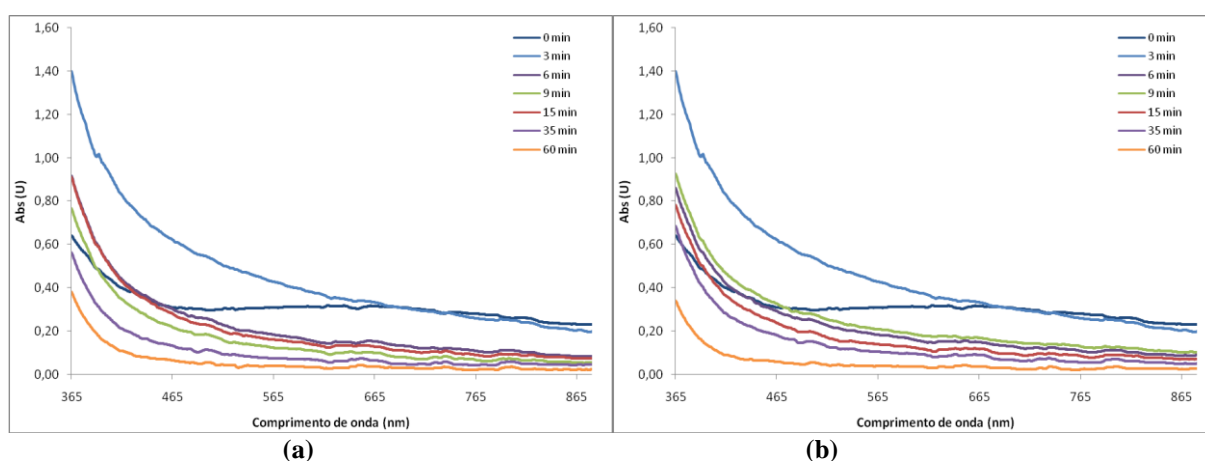 1,60
1,40
1,20
1,00
0,80
0,60
0,40
0,20
0,00
Abs (U)
365 465 565 665 765 865
Comprimento de onda (nm)
0 min
3 min
6 min
9 min
15 min
35 min
60 min
(a)
1,60
1,40
1,20
1,00
0,80
0,60
0,40
0,20
0,00
Abs (U)
365 465 565 665 765 865
Comprimento de onda (nm)
0 min
3 min
6 min
9 min
15 min
35 min
60 min
(b)